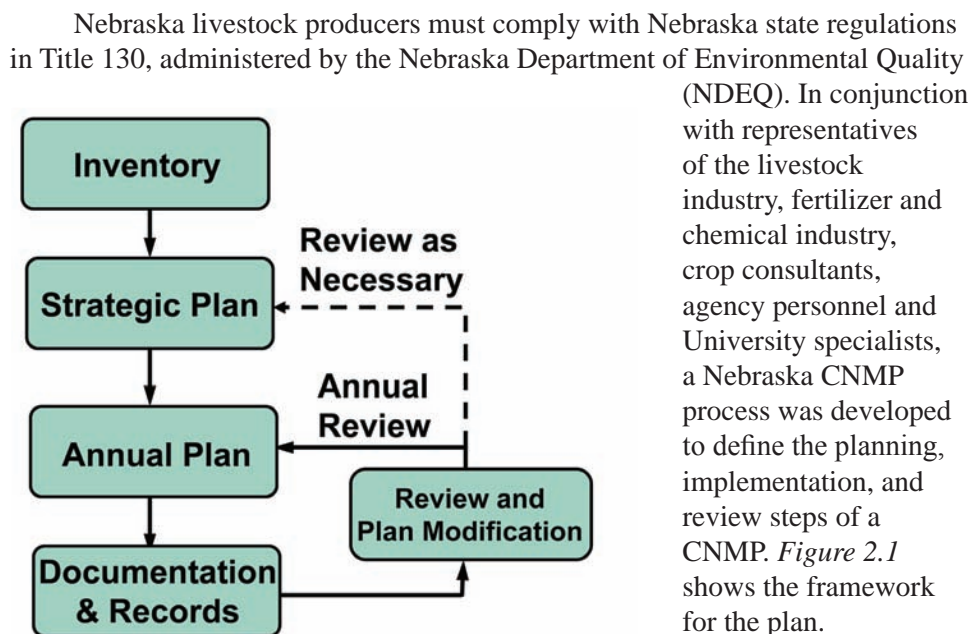 Nebraska livestock producers must comply with Nebraska state regulations
in Title 130, administered by the Nebraska Department of Environmental Quality
(NDEQ). In conjunction
with representatives
of the livestock
industry, fertilizer and
chemical industry,
crop consultants,
agency personnel and
University specialists,
a Nebraska CNMP
process was developed
to define the planning,
implementation, and
review steps of a
CNMP. Figure 2.1
shows the framework
for the plan.
Inventory
Strategic Plan
Review as
Necessary
Annual Plan
Annual
Review
Review and
Plan Modification
Documentation
& Records